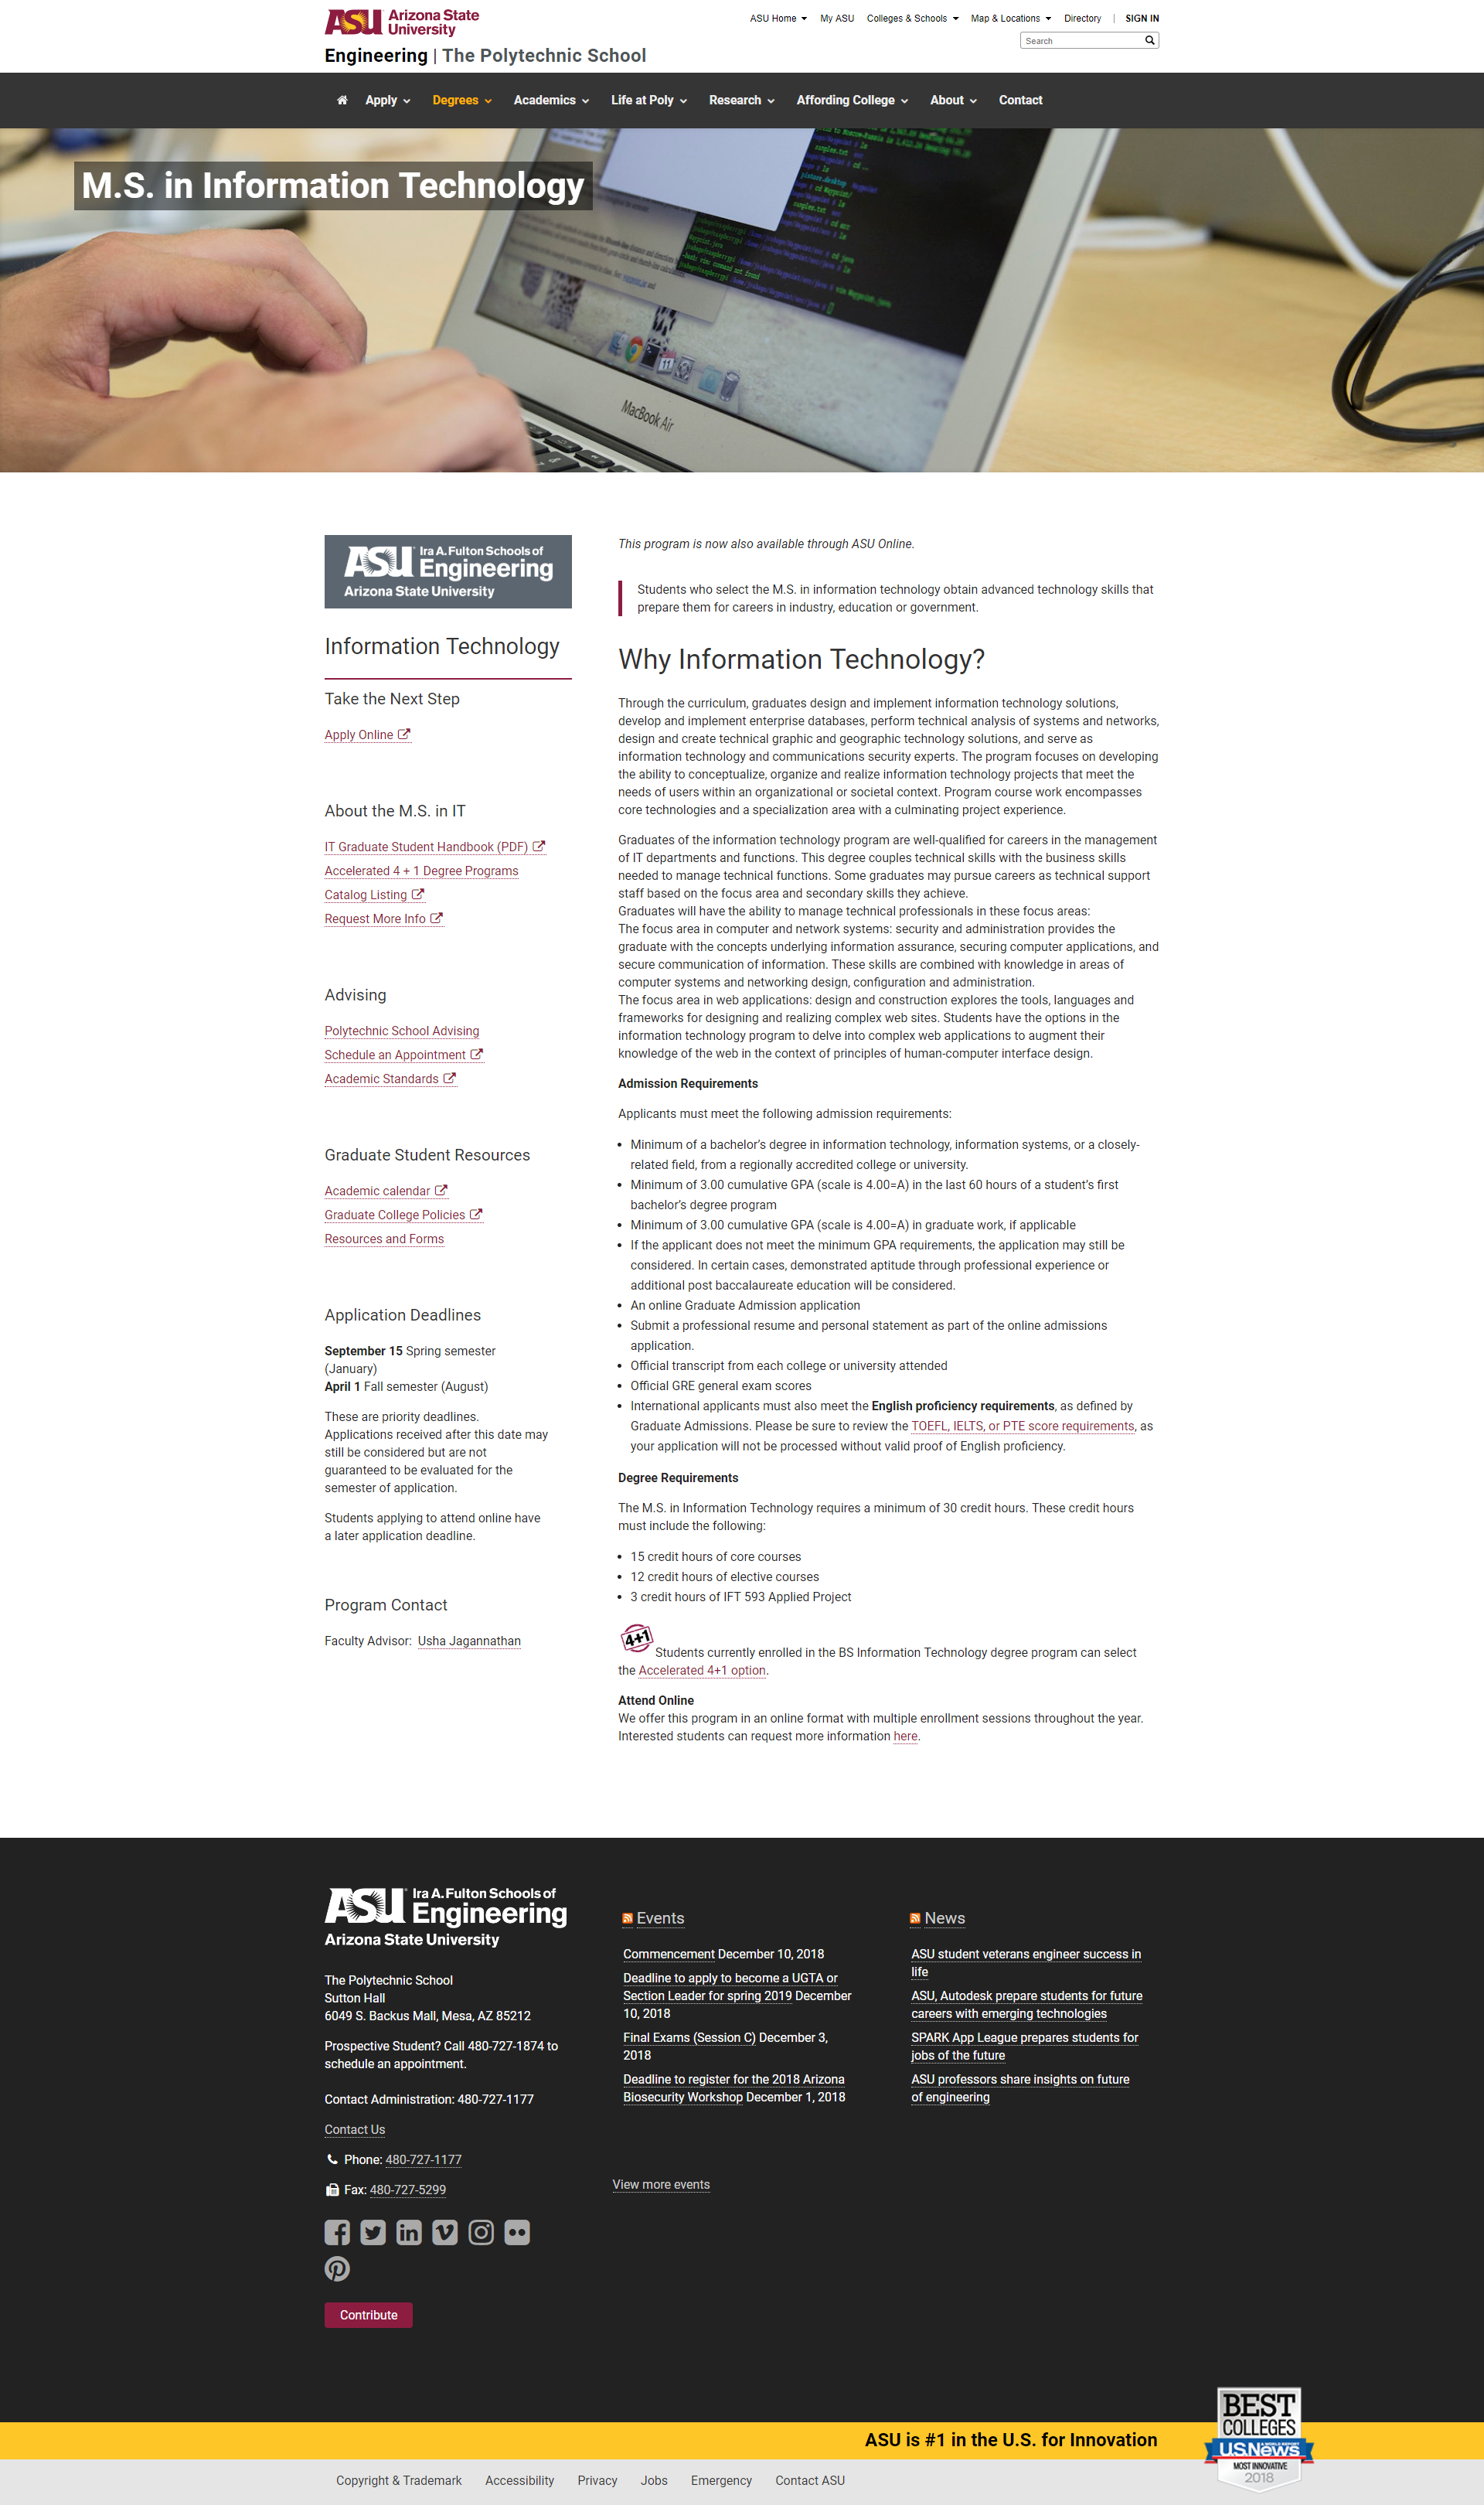 ASU Arizona State University
ASU Home
My ASU
Colleges & Schools
Map & Locations
Directory
|
SIGN IN
Search
Engineering | The Polytechnic School
Apply
Degrees
Academics
Life at Poly
Research
Affording College
About
Contact
M.S. in Information Technology
MacBook Air
ASU Ira A. Fulton Schools of
Engineering
Arizona State University
Information Technology
Take the Next Step
Apply Online
About the M.S. in IT
IT Graduate Student Handbook (PDF)
Accelerated 4 + 1 Degree Programs
Catalog Listing
Request More Info
Advising
Polytechnic School Advising
Schedule an Appointment
Academic Standards
Graduate Student Resources
Academic calendar
Graduate College Policies
Resources and Forms
Application Deadlines
September 15 Spring semester
(January)
April 1 Fall semester (August)
These are priority deadlines.
Applications received after this date may
still be considered but are not
guaranteed to be evaluated for the
semester of application.
Students applying to attend online have
a later application deadline.
Program Contact
Faculty Advisor: Usha Jagannathan
This program is now also available through ASU Online.
Students who select the M.S. in information technology obtain advanced technology skills that
prepare them for careers in industry, education or government.
Why Information Technology?
Through the curriculum, graduates design and implement information technology solutions,
develop and implement enterprise databases, perform technical analysis of systems and networks,
design and create technical graphic and geographic technology solutions, and serve as
information technology and communications security experts. The program focuses on developing
the ability to conceptualize, organize and realize information technology projects that meet the
needs of users within an organizational or societal context. Program course work encompasses
core technologies and a specialization area with a culminating project experience.
Graduates of the information technology program are well-qualified for careers in the management
of IT departments and functions. This degree couples technical skills with the business skills
needed to manage technical functions. Some graduates may pursue careers as technical support
staff based on the focus area and secondary skills they achieve.
Graduates will have the ability to manage technical professionals in these focus areas:
The focus area in computer and network systems: security and administration provides the
graduate with the concepts underlying information assurance, securing computer applications, and
secure communication of information. These skills are combined with knowledge in areas of
computer systems and networking design, configuration and administration.
The focus area in web applications: design and construction explores the tools, languages and
frameworks for designing and realizing complex web sites. Students have the options in the
information technology program to delve into complex web applications to augment their
knowledge of the web in the context of principles of human-computer interface design.
Admission Requirements
Applicants must meet the following admission requirements:
• Minimum of a bachelor’s degree in information technology, information systems, or a closely-
related field, from a regionally accredited college or university.
• Minimum of 3.00 cumulative GPA (scale is 4.00=A) in the last 60 hours of a student’s first
bachelor’s degree program
• Minimum of 3.00 cumulative GPA (scale is 4.00=A) in graduate work, if applicable
• If the applicant does not meet the minimum GPA requirements, the application may still be
considered. In certain cases, demonstrated aptitude through professional experience or
additional post baccalaureate education will be considered.
• An online Graduate Admission application
• Submit a professional resume and personal statement as part of the online admissions
application.
• Official transcript from each college or university attended
• Official GRE general exam scores
• International applicants must also meet the English proficiency requirements, as defined by
Graduate Admissions. Please be sure to review the TOEFL, IELTS, or PTE score requirements, as
your application will not be processed without valid proof of English proficiency.
Degree Requirements
The M.S. in Information Technology requires a minimum of 30 credit hours. These credit hours
must include the following:
• 15 credit hours of core courses
• 12 credit hours of elective courses
• 3 credit hours of IFT 593 Applied Project
4+1 Students currently enrolled in the BS Information Technology degree program can select
the Accelerated 4+1 option.
Attend Online
We offer this program in an online format with multiple enrollment sessions throughout the year.
Interested students can request more information here.
ASU Ira A. Fulton Schools of
Engineering
Arizona State University
The Polytechnic School
Sutton Hall
6049 S. Backus Mall, Mesa, AZ 85212
Prospective Student? Call 480-727-1874 to
schedule an appointment.
Contact Administration: 480-727-1177
Contact Us
Phone: 480-727-1177
Fax: 480-727-5299
Contribute
Events
Commencement December 10, 2018
Deadline to apply to become a UGTA or
Section Leader for spring 2019 December
10, 2018
Final Exams (Session C) December 3,
2018
Deadline to register for the 2018 Arizona
Biosecurity Workshop December 1, 2018
View more events
News
ASU student veterans engineer success in
life
ASU, Autodesk prepare students for future
careers with emerging technologies
SPARK App League prepares students for
jobs of the future
ASU professors share insights on future
of engineering
ASU is #1 in the U.S. for Innovation
BEST
COLLEGES
U.S.News
MOST INNOVATIVE
2018
Copyright & Trademark
Accessibility
Privacy
Jobs
Emergency
Contact ASU